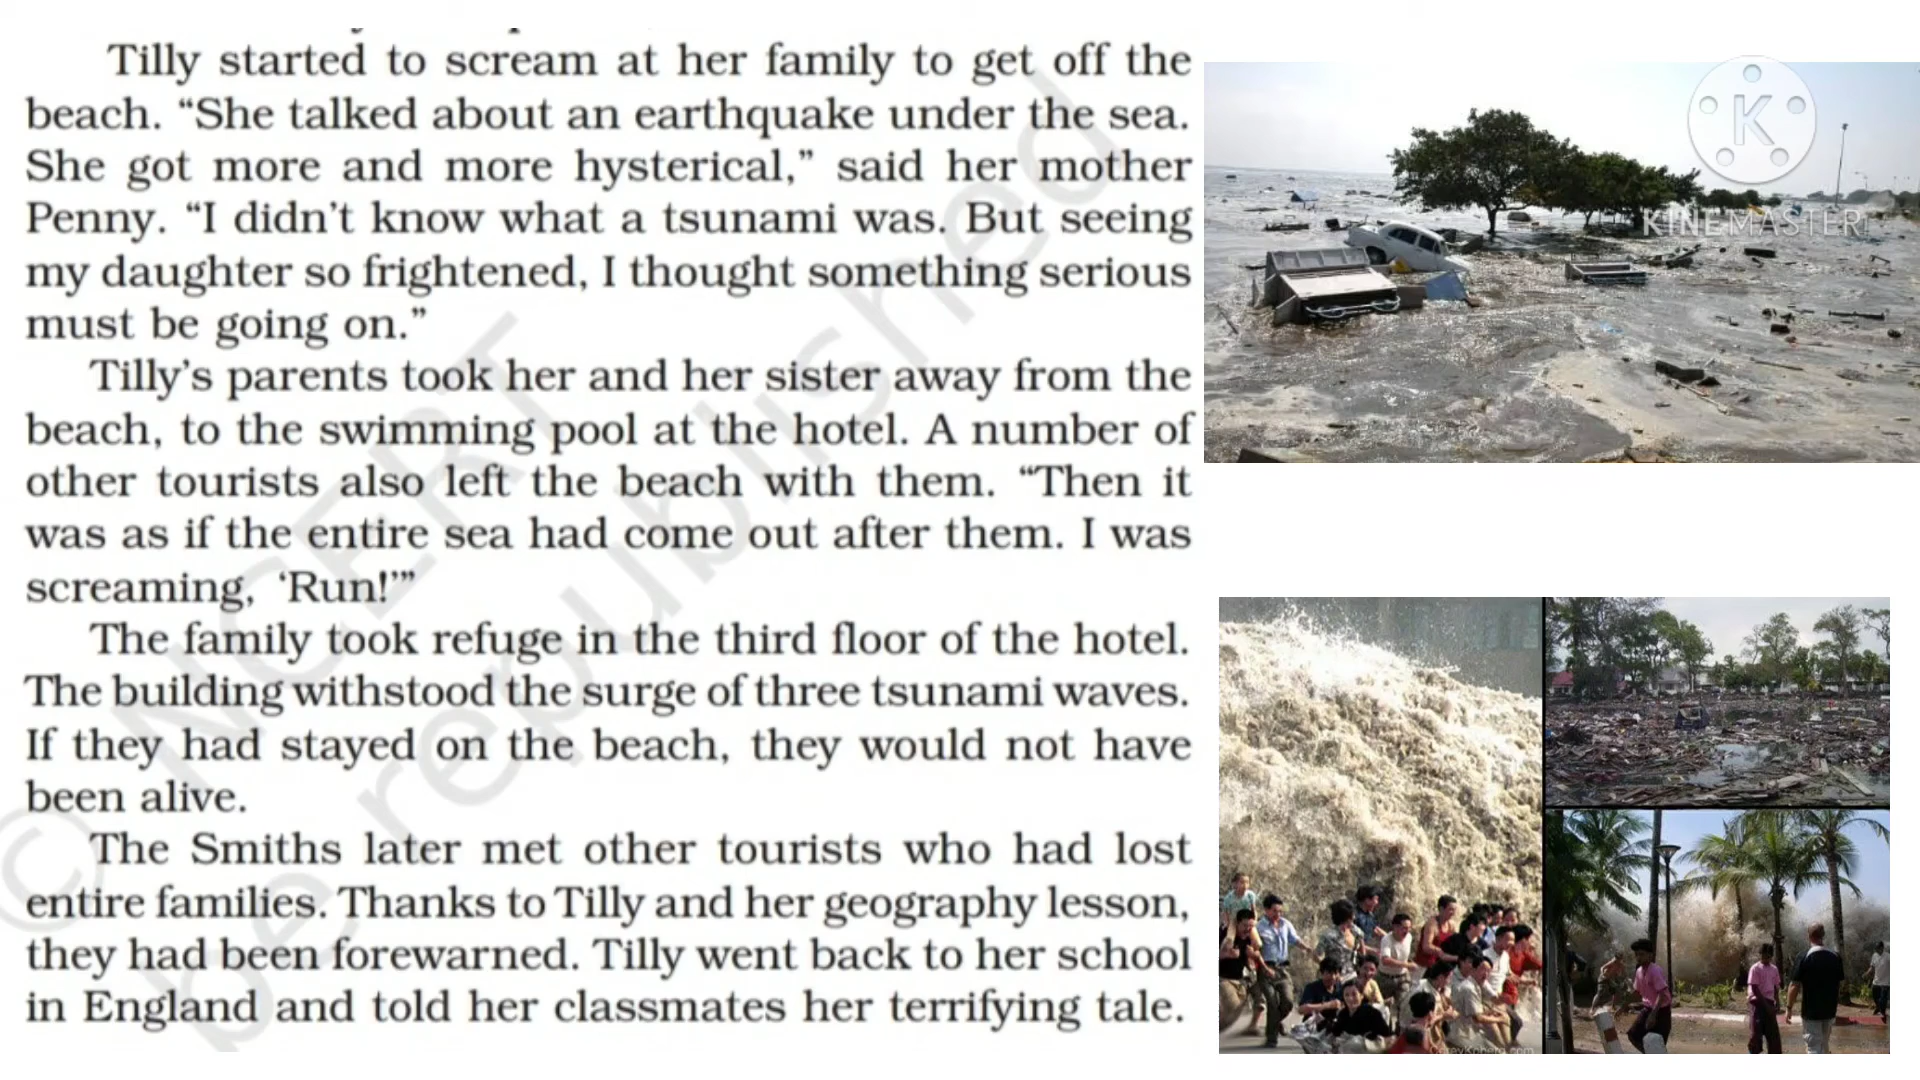 Tilly started to scream at her family to get off the
beach. “She talked about an earthquake under the sea.
She got more and more hysterical,” said her mother
Penny. “I didn’t know what a tsunami was. But seeing
my daughter so frightened, I thought something serious
must be going on.”
Tilly’s parents took her and her sister away from the
beach, to the swimming pool at the hotel. A number of
other tourists also left the beach with them. “Then it
was as if the entire sea had come out after them. I was
screaming, ‘Run!’”
The family took refuge in the third floor of the hotel.
The building withstood the surge of three tsunami waves.
If they had stayed on the beach, they would not have
been alive.
The Smiths later met other tourists who had lost
entire families. Thanks to Tilly and her geography lesson,
they had been forewarned. Tilly went back to her school
in England and told her classmates her terrifying tale.
© NCERT
be republished
K
KINEMASTER